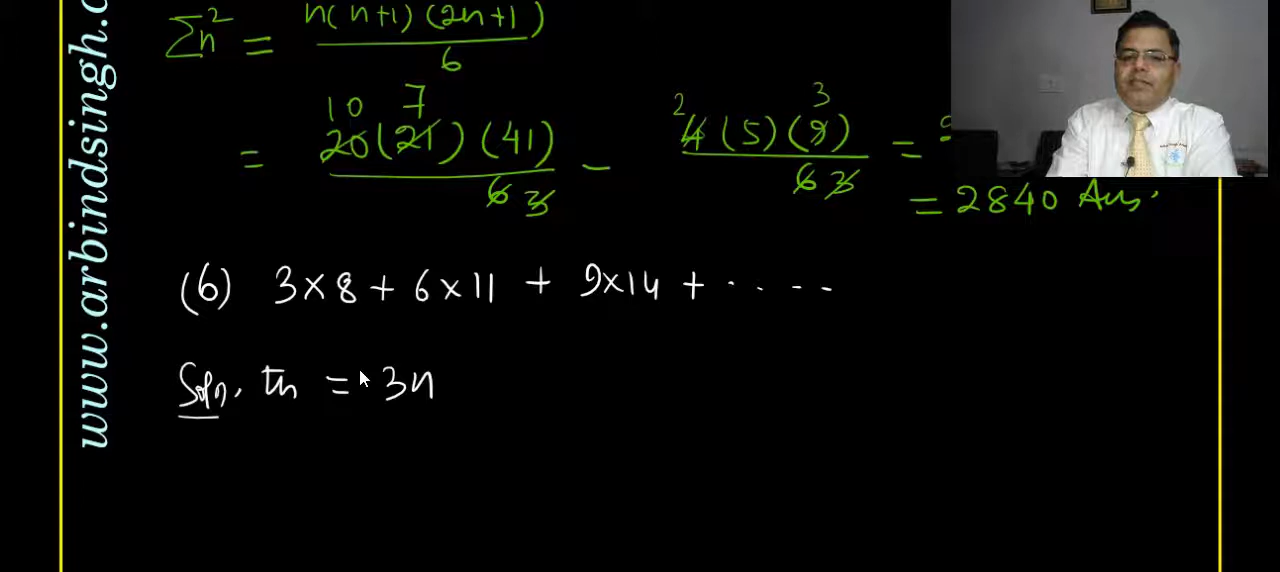 www.arbindsingh.c
Σn² = n(n+1)(2n+1) / 6
10 7 2 3
= 20(21)(41) / 6 3 − 4(5)(9) / 6 3 =
= 2840 Ans.
(6) 3×8 + 6×11 + 9×14 + .....
Soln. tn = 3n